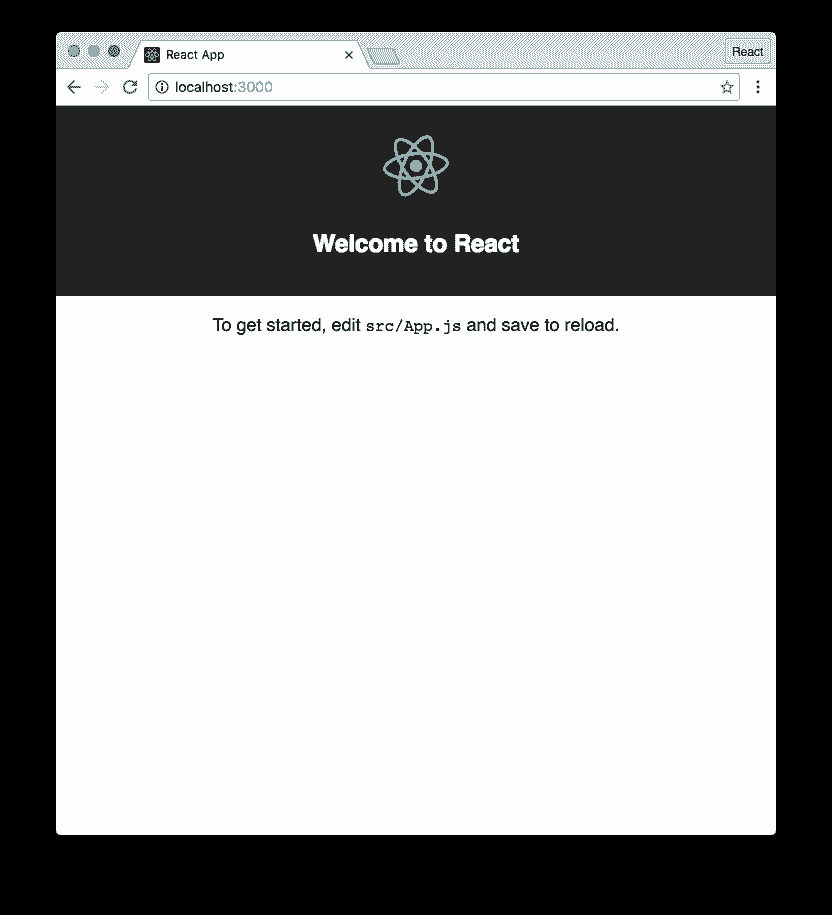 React App
React
localhost:3000
Welcome to React
To get started, edit src/App.js and save to reload.